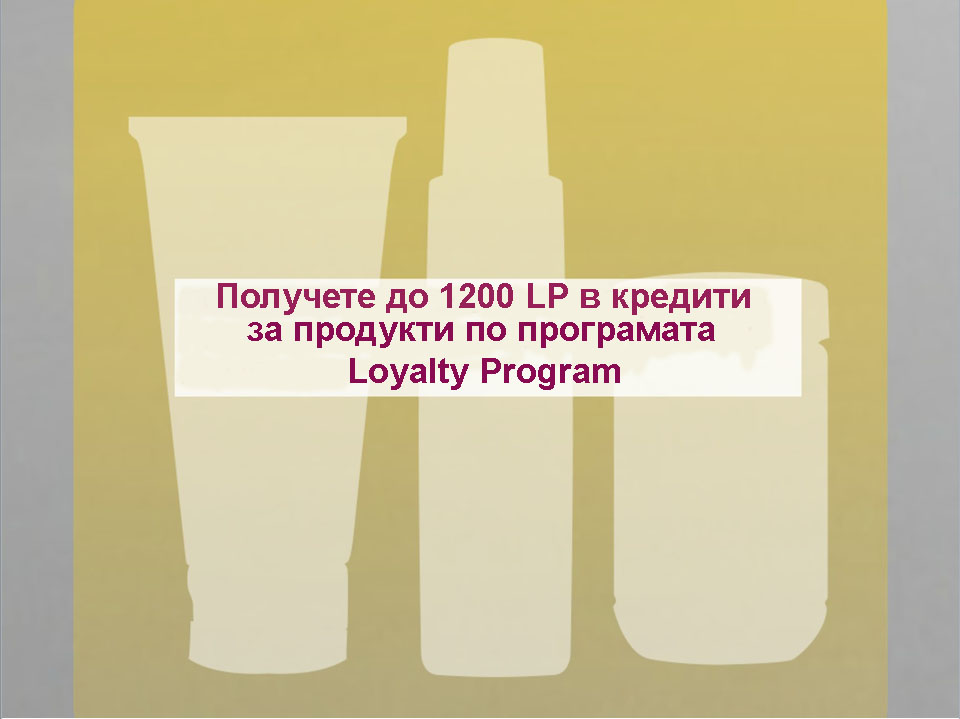 Получете до 1200 LP в кредити
за продукти по програмата
Loyalty Program